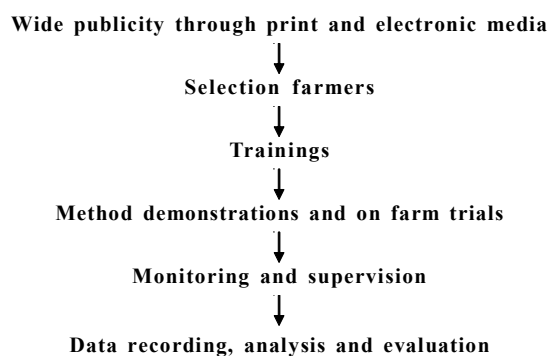 Wide publicity through print and electronic media
Selection farmers
Trainings
Method demonstrations and on farm trials
Monitoring and supervision
Data recording, analysis and evaluation